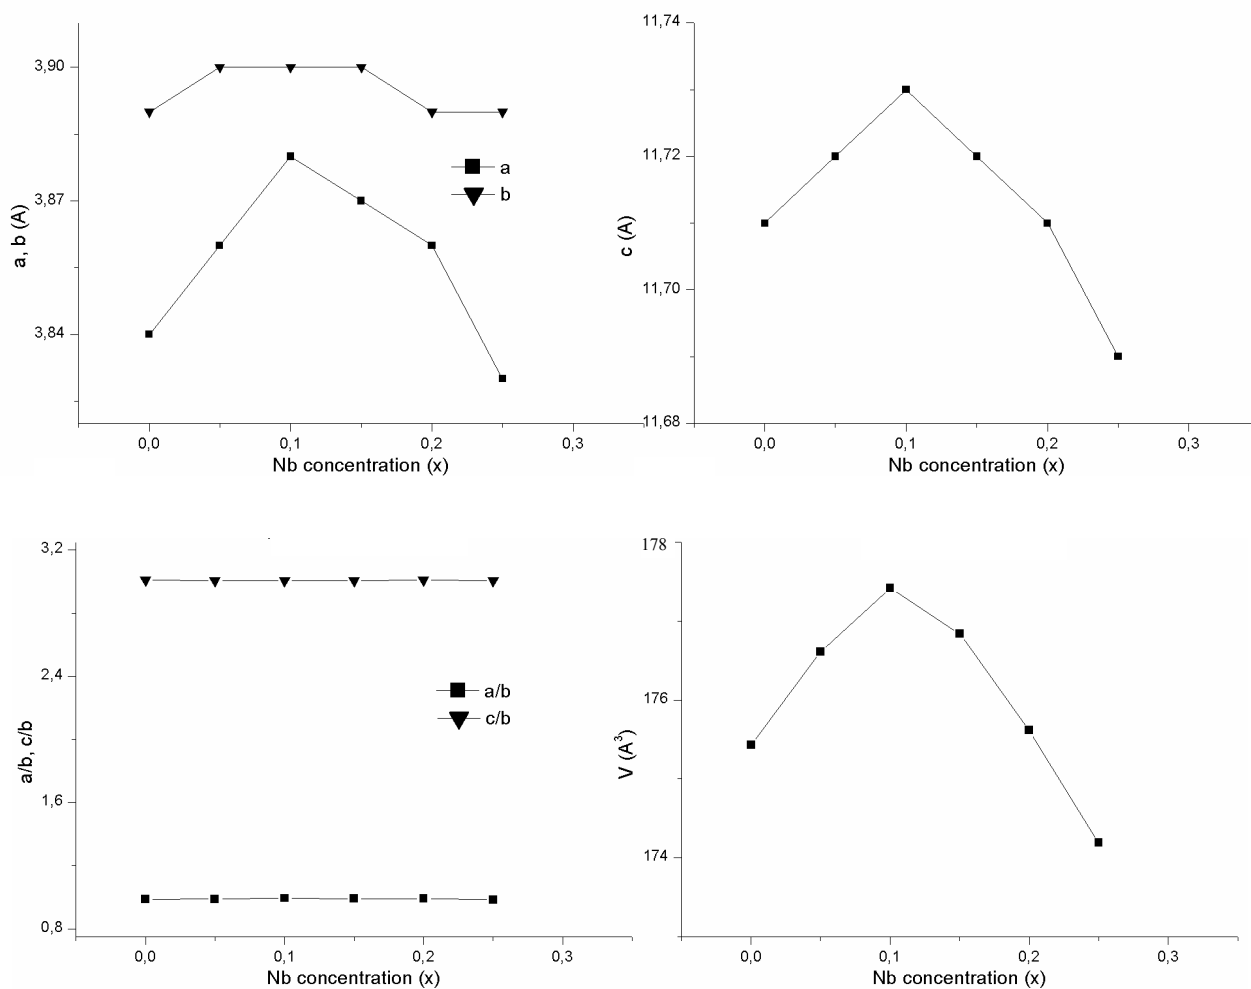 3,90
3,87
3,84
a, b (A)
a
b
0,0
0,1
0,2
0,3
Nb concentration (x)
11,74
11,72
11,70
11,68
c (A)
0,0
0,1
0,2
0,3
Nb concentration (x)
3,2
2,4
1,6
0,8
a/b, c/b
a/b
c/b
0,0
0,1
0,2
0,3
Nb concentration (x)
178
176
174
V (A³)
0,0
0,1
0,2
0,3
Nb concentration (x)